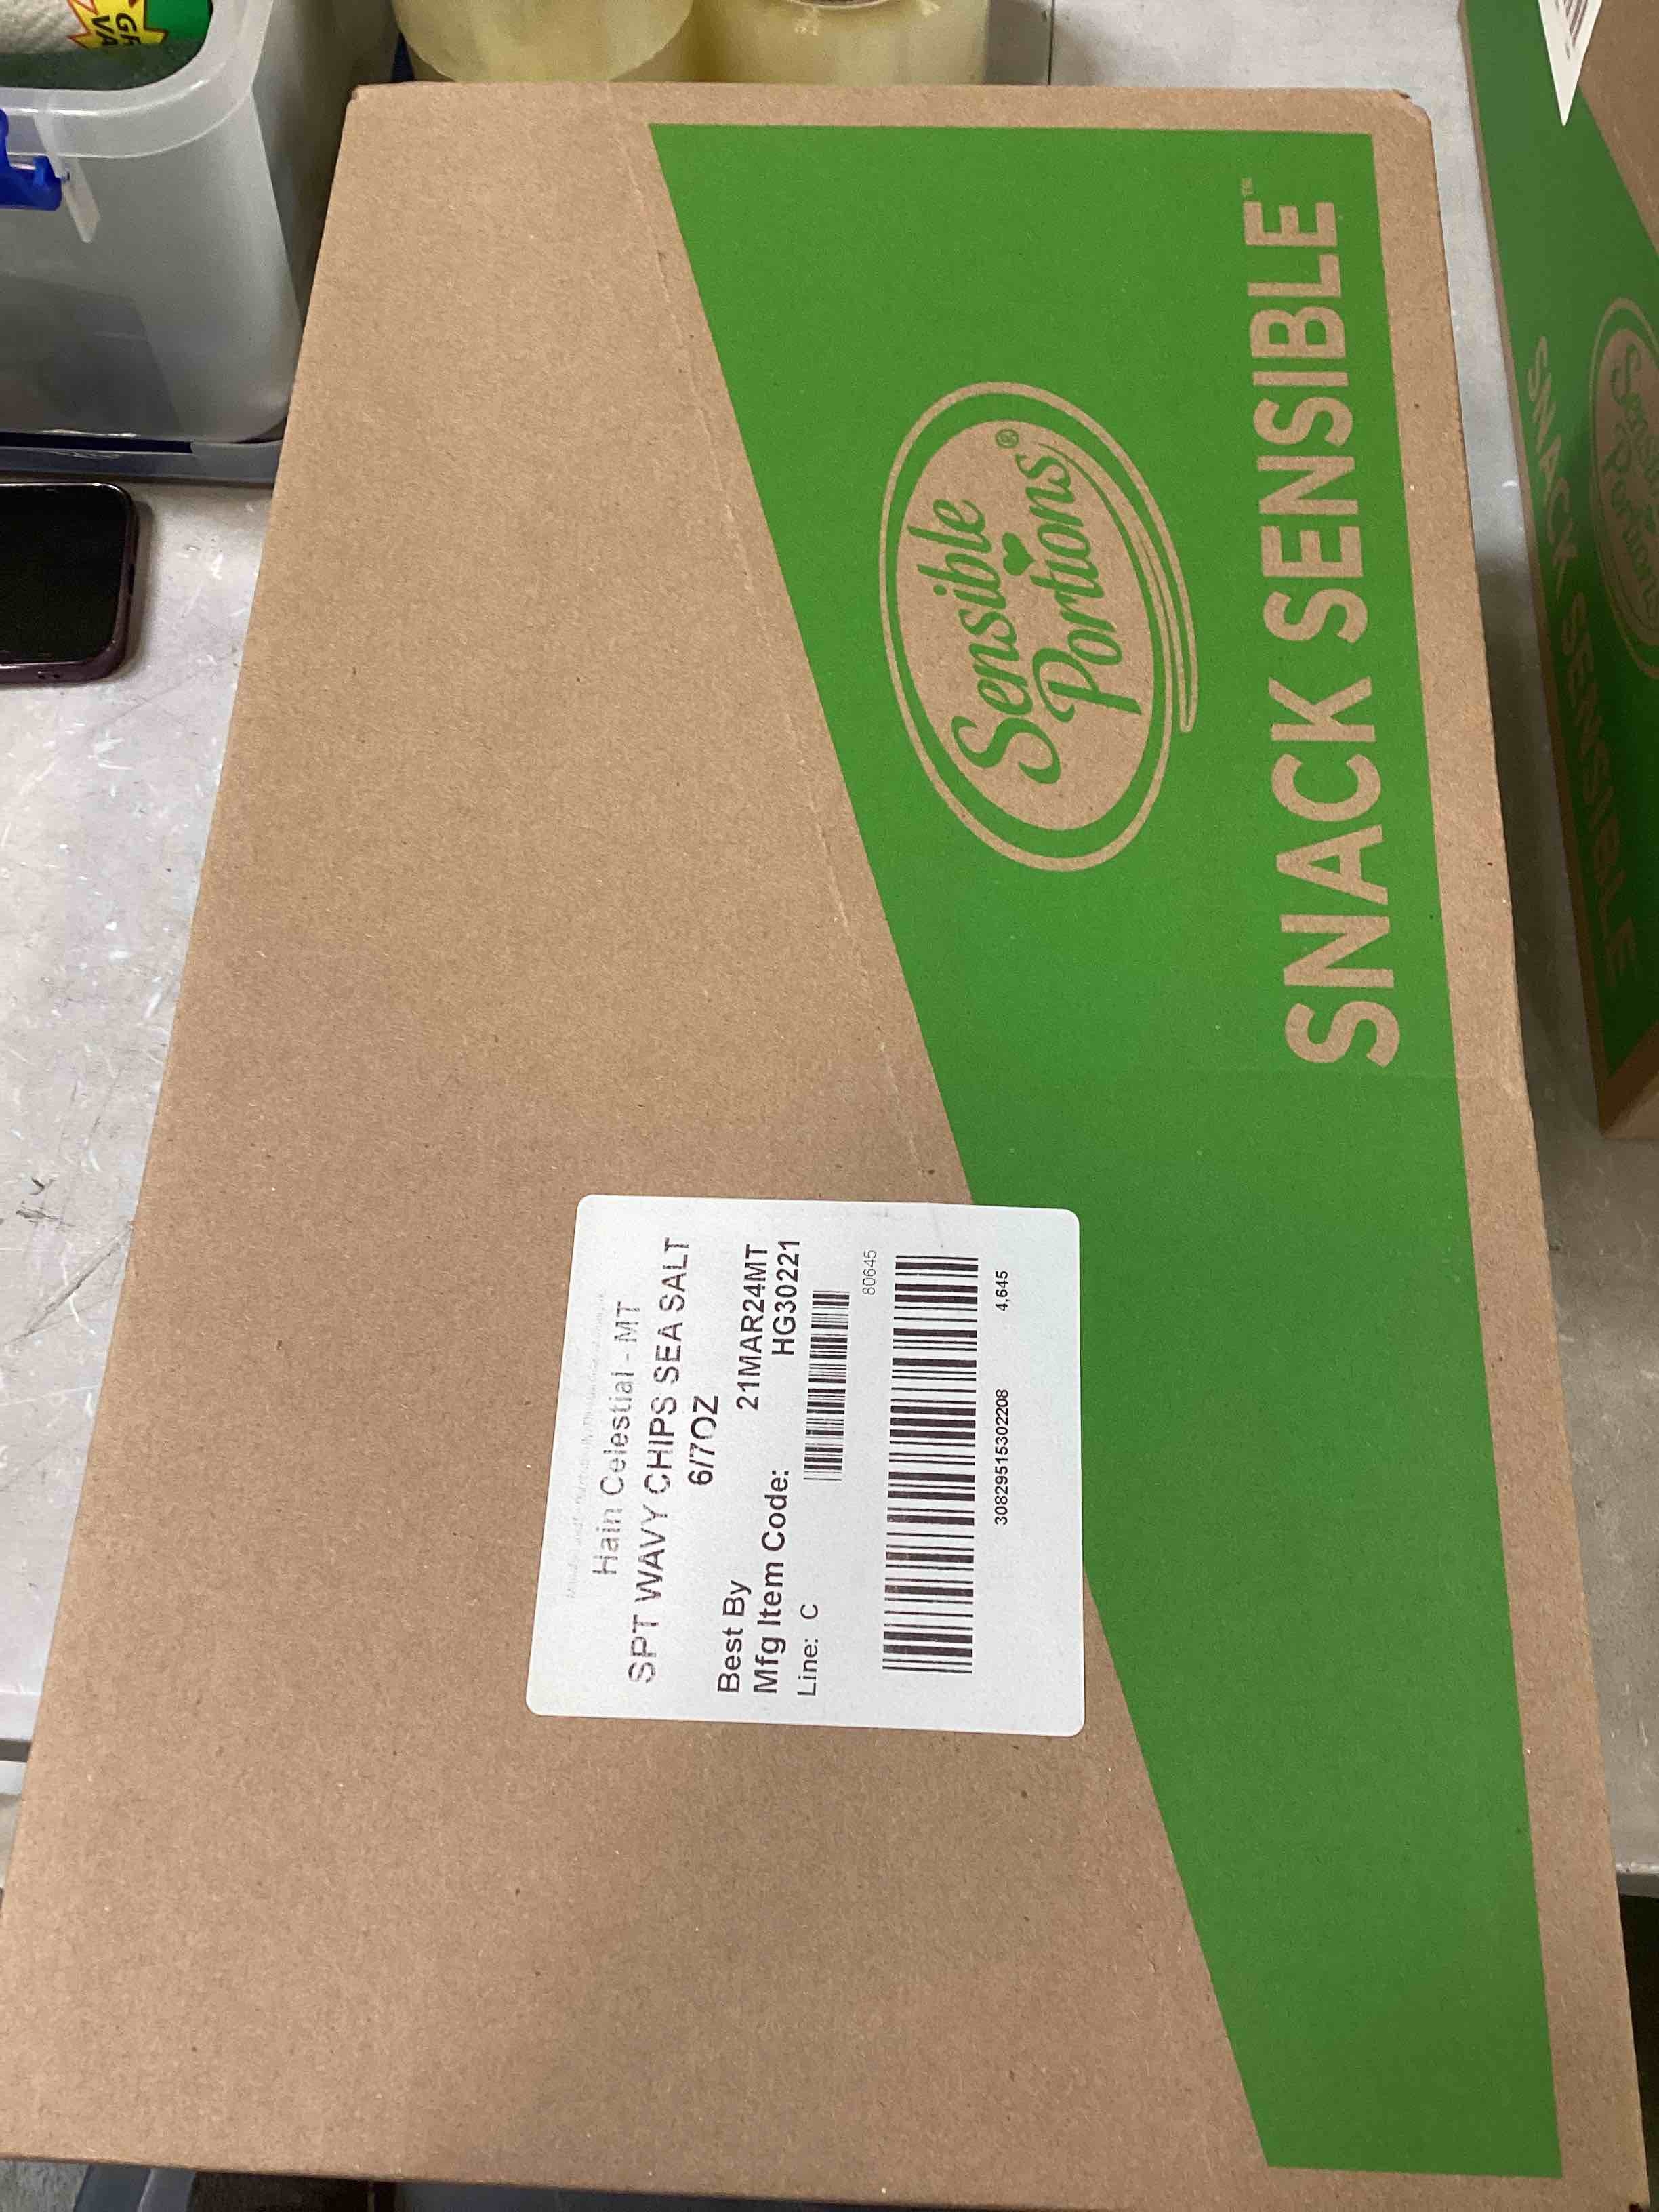 Sensible
Portions®
SNACK SENSIBLE™
Hain Celestial - MT
SPT WAVY CHIPS SEA SALT
6/7OZ
Best By 21MAR24MT
Mfg Item Code: HG30221
Line: C
80645
30829515302208 4,645
SNACK SENSIBLE